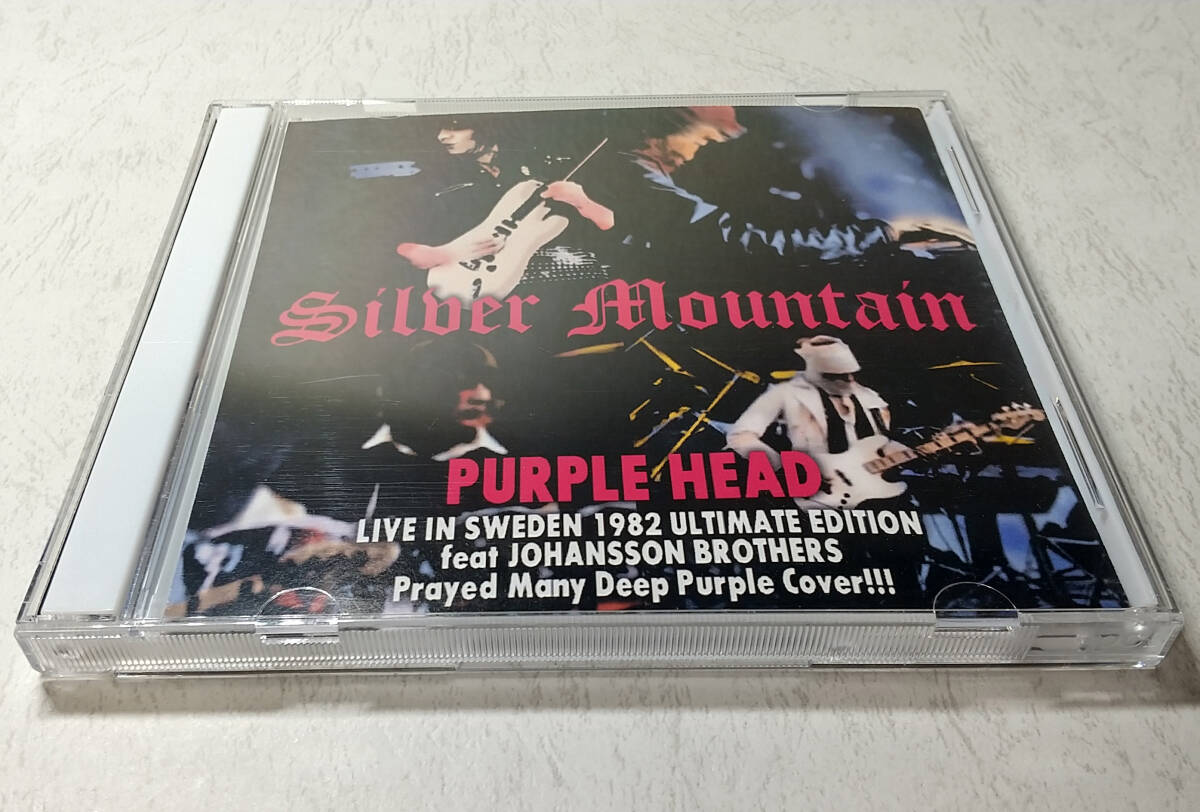 Silver Mountain
PURPLE HEAD
LIVE IN SWEDEN 1982 ULTIMATE EDITION
feat JOHANSSON BROTHERS
Prayed Many Deep Purple Cover!!!